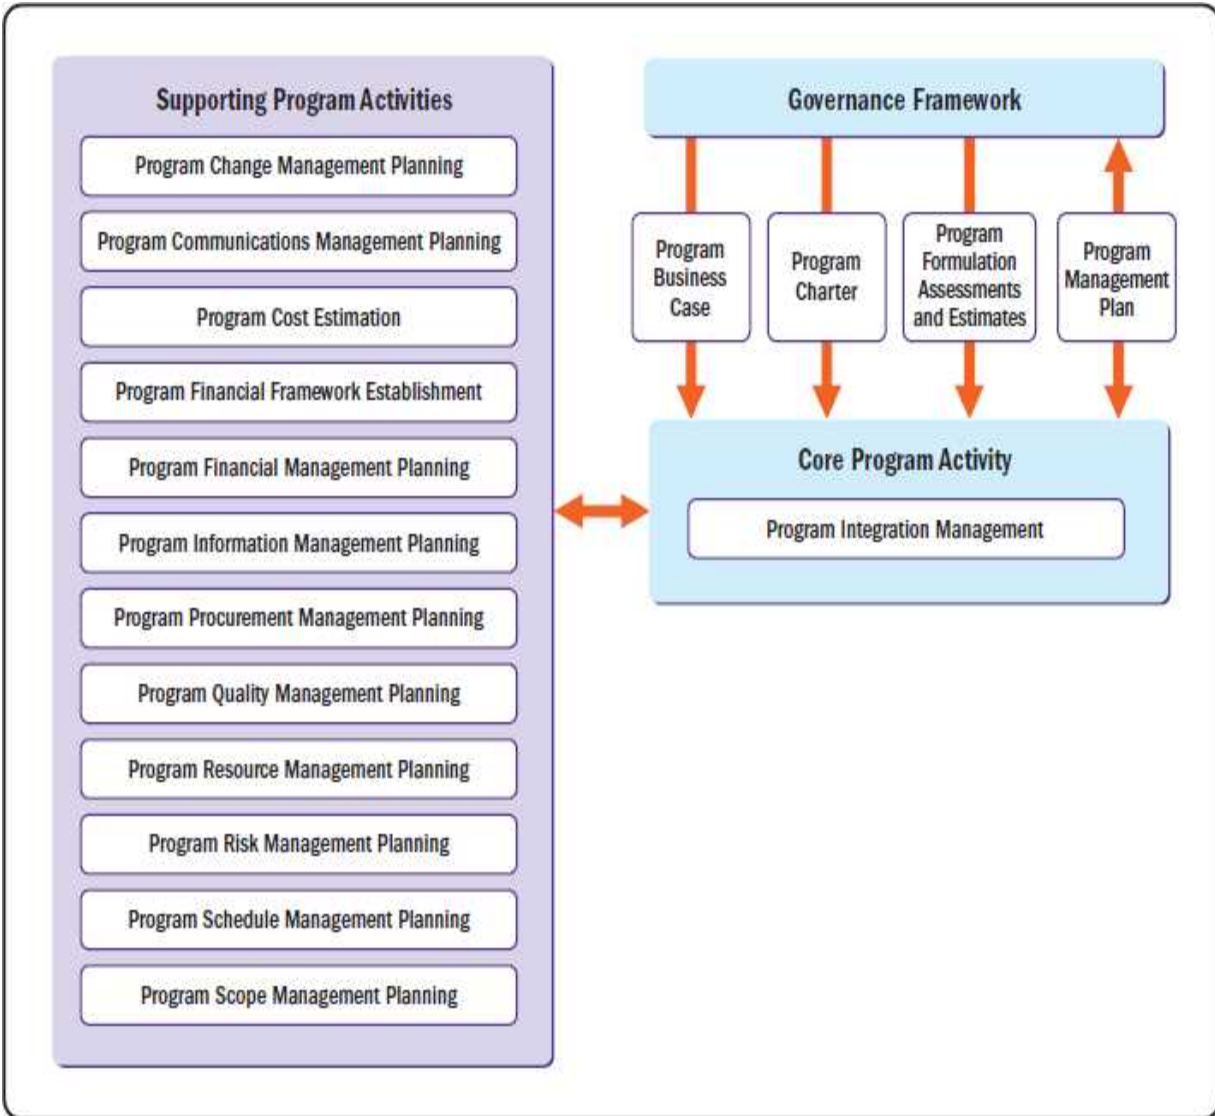 Supporting Program Activities
Program Change Management Planning
Program Communications Management Planning
Program Cost Estimation
Program Financial Framework Establishment
Program Financial Management Planning
Program Information Management Planning
Program Procurement Management Planning
Program Quality Management Planning
Program Resource Management Planning
Program Risk Management Planning
Program Schedule Management Planning
Program Scope Management Planning
Governance Framework
Program
Business
Case
Program
Charter
Program
Formulation
Assessments
and Estimates
Program
Management
Plan
Core Program Activity
Program Integration Management